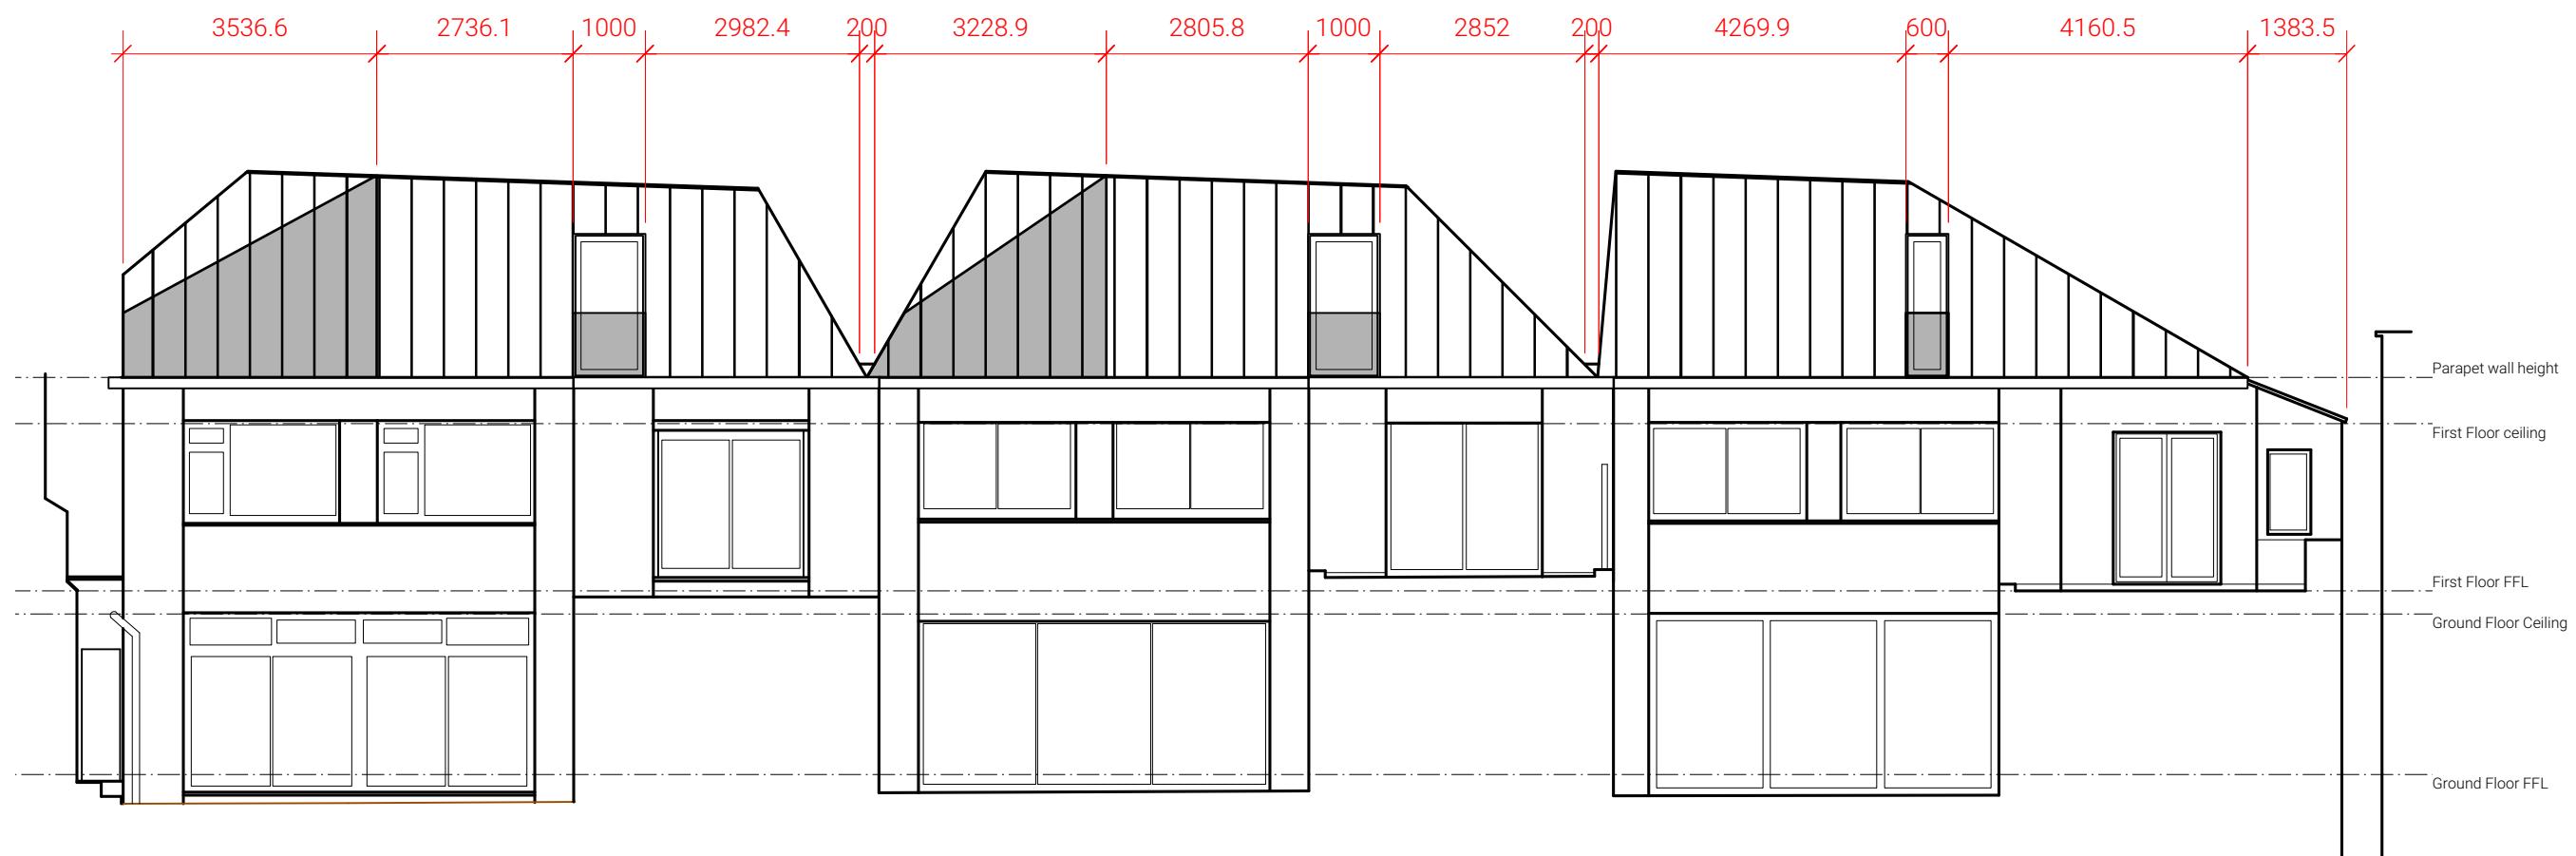 3536.6 2736.1 1000 2982.4 200 3228.9 2805.8 1000 2852 200 4269.9 600 4160.5 1383.5
Parapet wall height
First Floor ceiling
First Floor FFL
Ground Floor Ceiling
Ground Floor FFL